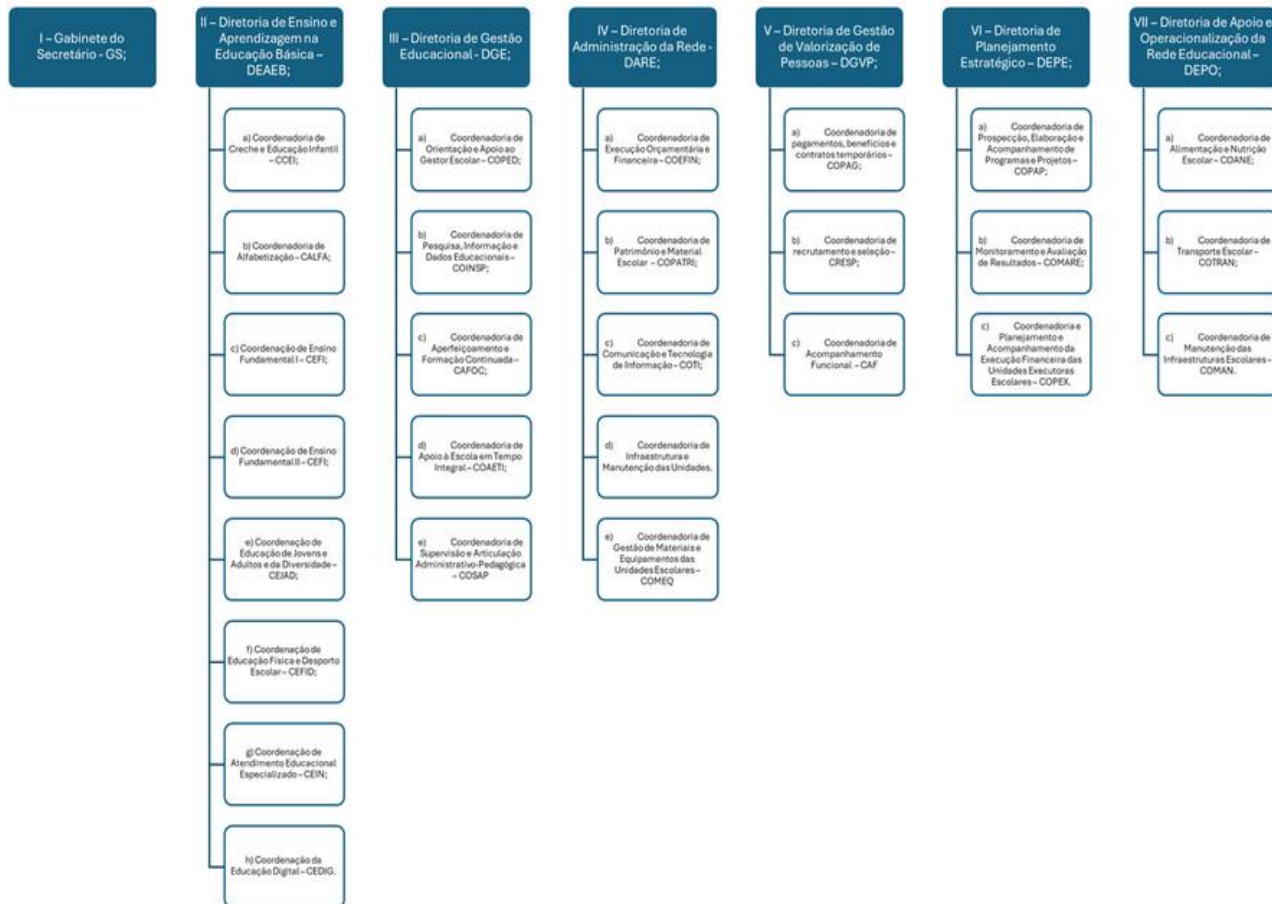 I – Gabinete do
Secretário - GS;
II – Diretoria de Ensino e
Aprendizagem na
Educação Básica –
DEAEB;
a) Coordenadoria de
Creche e Educação Infantil
– CCEI;
b) Coordenadoria de
Alfabetização – CALFA;
c) Coordenação de Ensino
Fundamental I – CEFI;
d) Coordenação de Ensino
Fundamental II – CEFI;
e) Coordenação de
Educação de Jovens e
Adultos e da Diversidade –
CEJAD;
f) Coordenação de
Educação Física e Desporto
Escolar – CEFID;
g) Coordenação de
Atendimento Educacional
Especializado – CEIN;
h) Coordenação da
Educação Digital – CEDIG.
III – Diretoria de Gestão
Educacional - DGE;
a) Coordenadoria de
Orientação e Apoio ao
Gestor Escolar – COPED;
b) Coordenadoria de
Pesquisa, Informação e
Dados Educacionais –
COINSP;
c) Coordenadoria de
Aperfeiçoamento e
Formação Continuada –
CAFOC;
d) Coordenadoria de
Apoio à Escola em Tempo
Integral – COAETI;
e) Coordenadoria de
Supervisão e Articulação
Administrativo-Pedagógica
– COSAP
IV – Diretoria de
Administração da Rede -
DARE;
a) Coordenadoria de
Execução Orçamentária e
Financeira – COEFIN;
b) Coordenadoria de
Patrimônio e Material
Escolar – COPATRI;
c) Coordenadoria de
Comunicação e Tecnologia
de Informação – COTI;
d) Coordenadoria de
Infraestrutura e
Manutenção das Unidades.
e) Coordenadoria de
Gestão de Materiais e
Equipamentos das
Unidades Escolares –
COMEQ
V – Diretoria de Gestão
de Valorização de
Pessoas – DGVP;
a) Coordenadoria de
pagamentos, benefícios e
contratos temporários –
COPAG;
b) Coordenadoria de
recrutamento e seleção –
CRESP;
c) Coordenadoria de
Acompanhamento
Funcional – CAF
VI – Diretoria de
Planejamento
Estratégico – DEPE;
a) Coordenadoria de
Prospecção, Elaboração e
Acompanhamento de
Programas e Projetos –
COPAP;
b) Coordenadoria de
Monitoramento e Avaliação
de Resultados – COMARE;
c) Coordenadoria e
Planejamento e
Acompanhamento da
Execução Financeira das
Unidades Executoras
Escolares – COPEX.
VII – Diretoria de Apoio e
Operacionalização da
Rede Educacional –
DEPO;
a) Coordenadoria de
Alimentação e Nutrição
Escolar – COANE;
b) Coordenadoria de
Transporte Escolar –
COTRAN;
c) Coordenadoria de
Manutenção das
Infraestruturas Escolares –
COMAN.